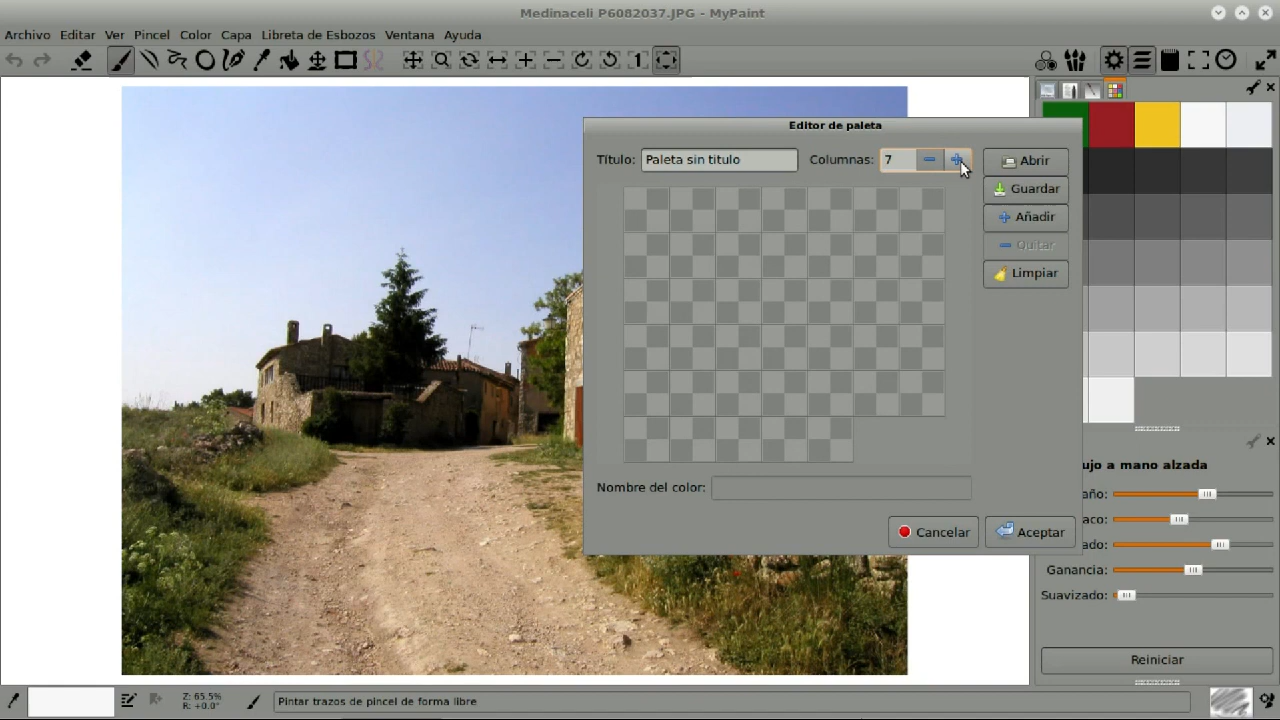 Medinaceli P6082037.JPG - MyPaint
Archivo Editar Ver Pincel Color Capa Libreta de Esbozos Ventana Ayuda
Editor de paleta
Título: Paleta sin titulo Columnas: 7
Abrir
Guardar
Añadir
Quitar
Limpiar
Nombre del color:
Cancelar Aceptar
ujo a mano alzada
año:
aco:
ado:
Ganancia:
Suavizado:
Reiniciar
Z: 65.5%
R: +0.0°
Pintar trazos de pincel de forma libre